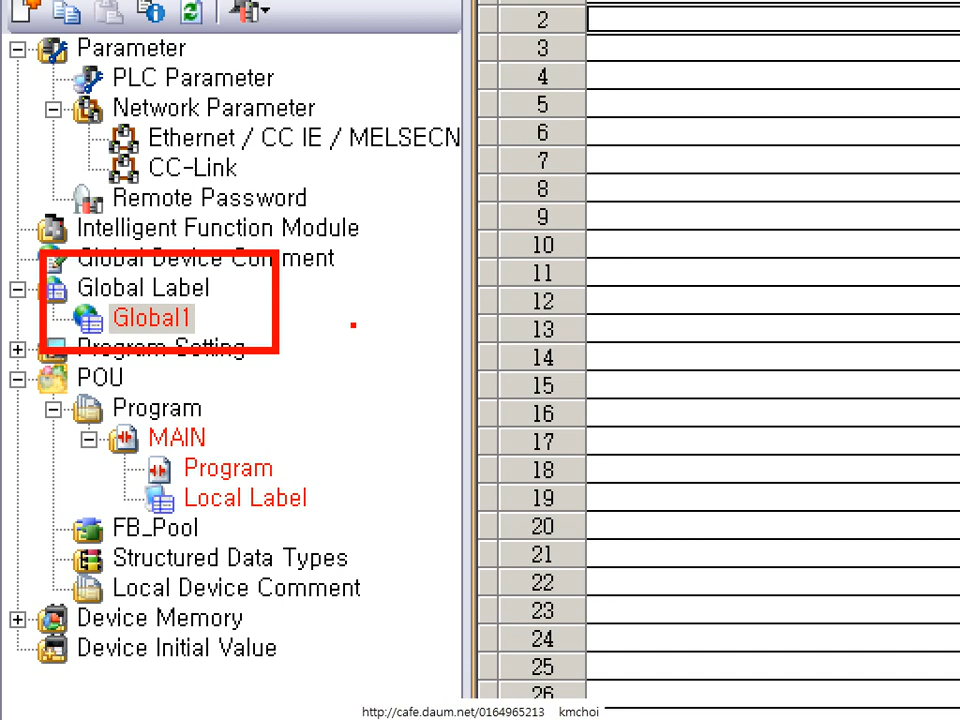 Parameter
PLC Parameter
Network Parameter
Ethernet / CC IE / MELSECN
CC-Link
Remote Password
Intelligent Function Module
Global Device Comment
Global Label
Global1
Program Setting
POU
Program
MAIN
Program
Local Label
FB_Pool
Structured Data Types
Local Device Comment
Device Memory
Device Initial Value
2
3
4
5
6
7
8
9
10
11
12
13
14
15
16
17
18
19
20
21
22
23
24
25
26
http://cafe.daum.net/0164965213 kmchoi